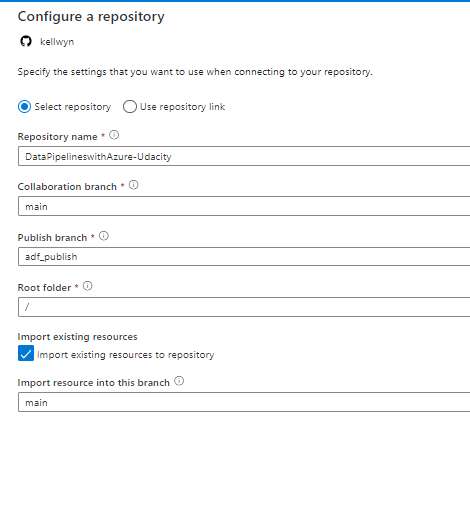 Configure a repository
kellwyn
Specify the settings that you want to use when connecting to your repository.
Select repository Use repository link
Repository name *
DataPipelineswithAzure-Udacity
Collaboration branch *
main
Publish branch *
adf_publish
Root folder *
/
Import existing resources
Import existing resources to repository
Import resource into this branch
main